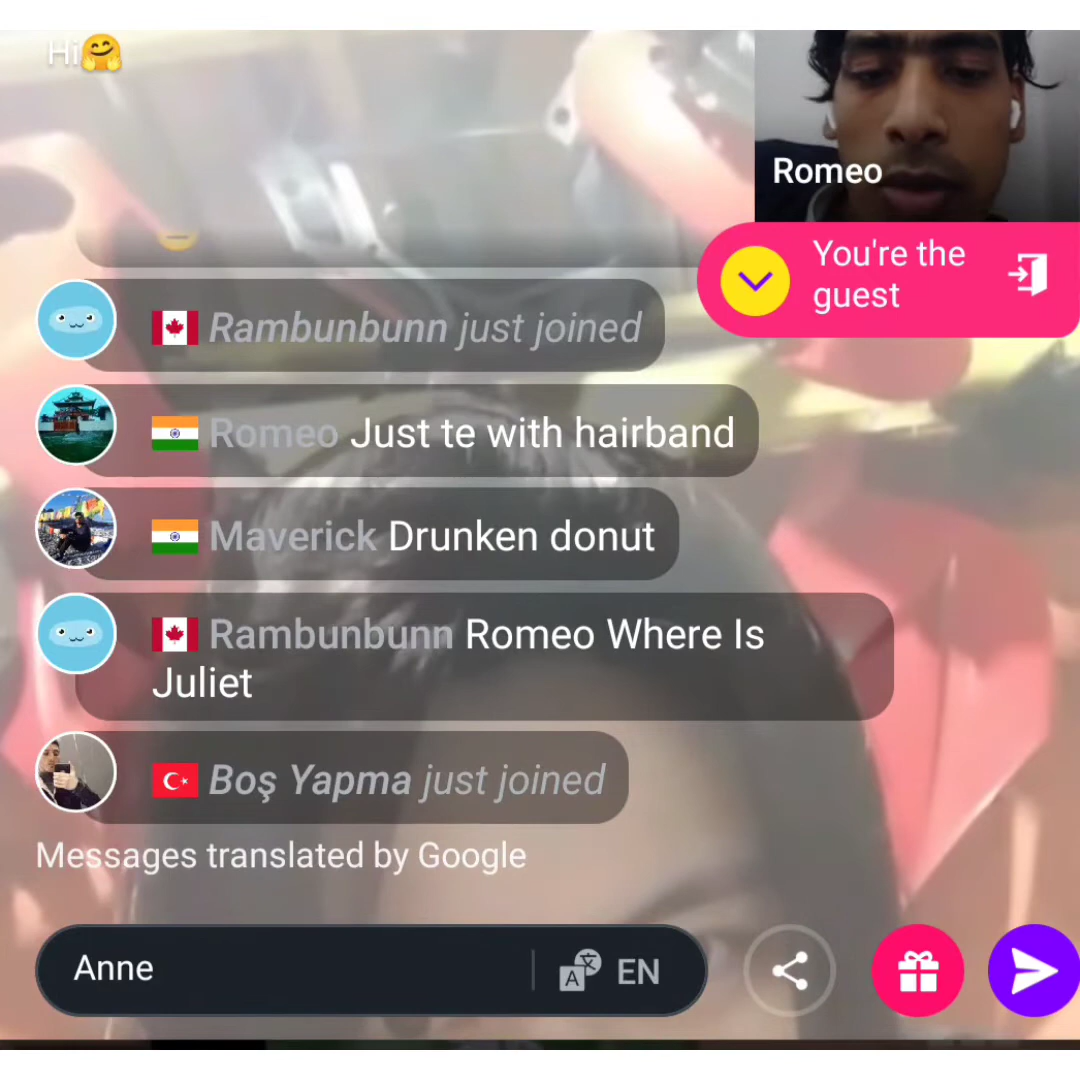 Hi🤗
Romeo
You're the
guest
Rambunbunn just joined
Romeo Just te with hairband
Maverick Drunken donut
Rambunbunn Romeo Where Is
Juliet
Boş Yapma just joined
Messages translated by Google
Anne
EN